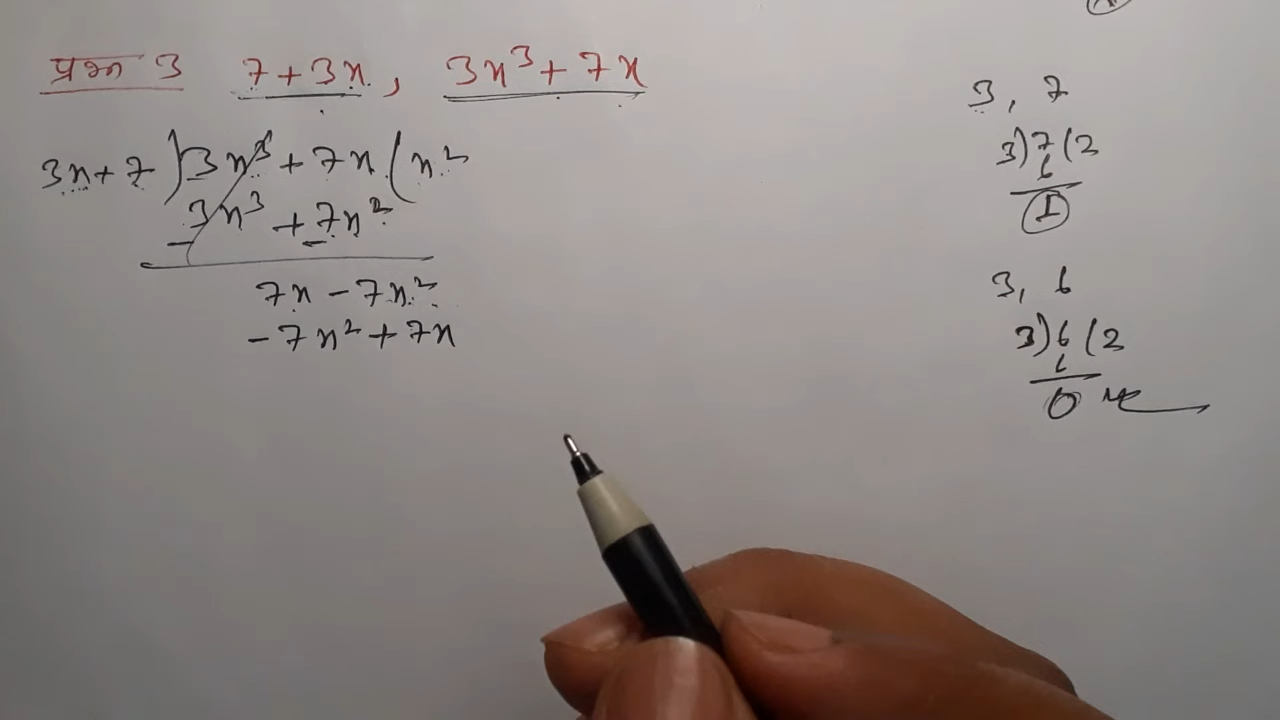 प्रश्न 3 7+3x, 3x³+7x
3x+7)3x³+7x(x²
3x³+7x²
−  −
7x−7x²
−7x²+7x
3, 7
3)7(2
6
1
3, 6
3)6(2
6
0